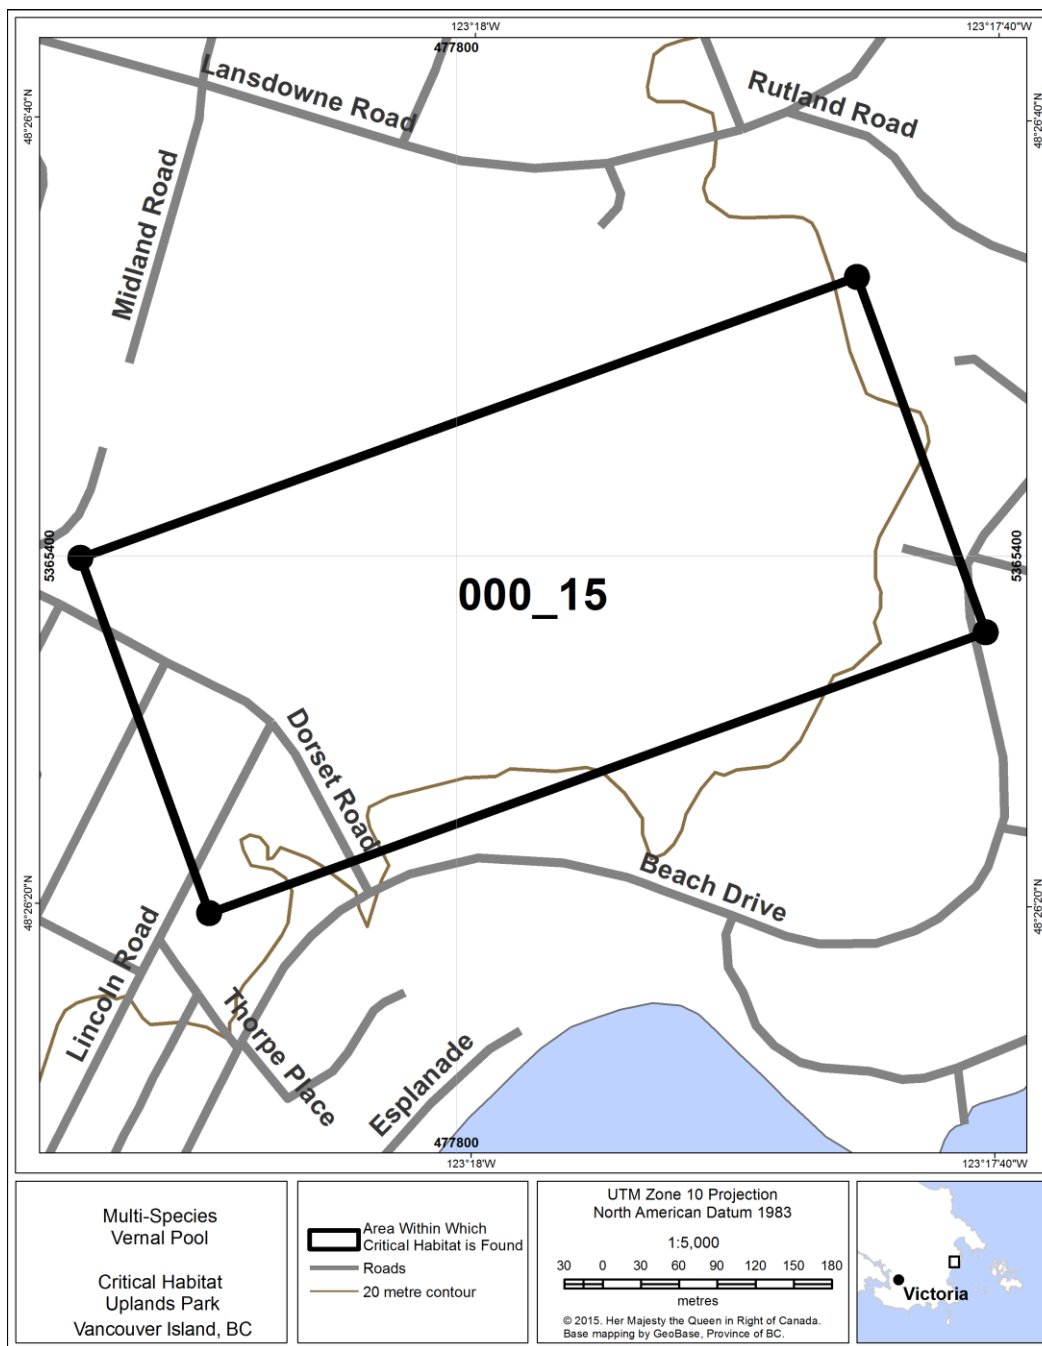 123°18'W
123°17'40"W
477800
48°26'40"N
48°26'40"N
Lansdowne Road
Rutland Road
Midland Road
5365400
5365400
000_15
Dorset Road
48°26'20"N
48°26'20"N
Beach Drive
Lincoln Road
Thorpe Place
Esplanade
477800
123°18'W
123°17'40"W
Multi-Species
Vernal Pool
Critical Habitat
Uplands Park
Vancouver Island, BC
Area Within Which
Critical Habitat is Found
Roads
20 metre contour
UTM Zone 10 Projection
North American Datum 1983
1:5,000
30 0 30 60 90 120 150 180
metres
© 2015. Her Majesty the Queen in Right of Canada.
Base mapping by GeoBase, Province of BC.
Victoria